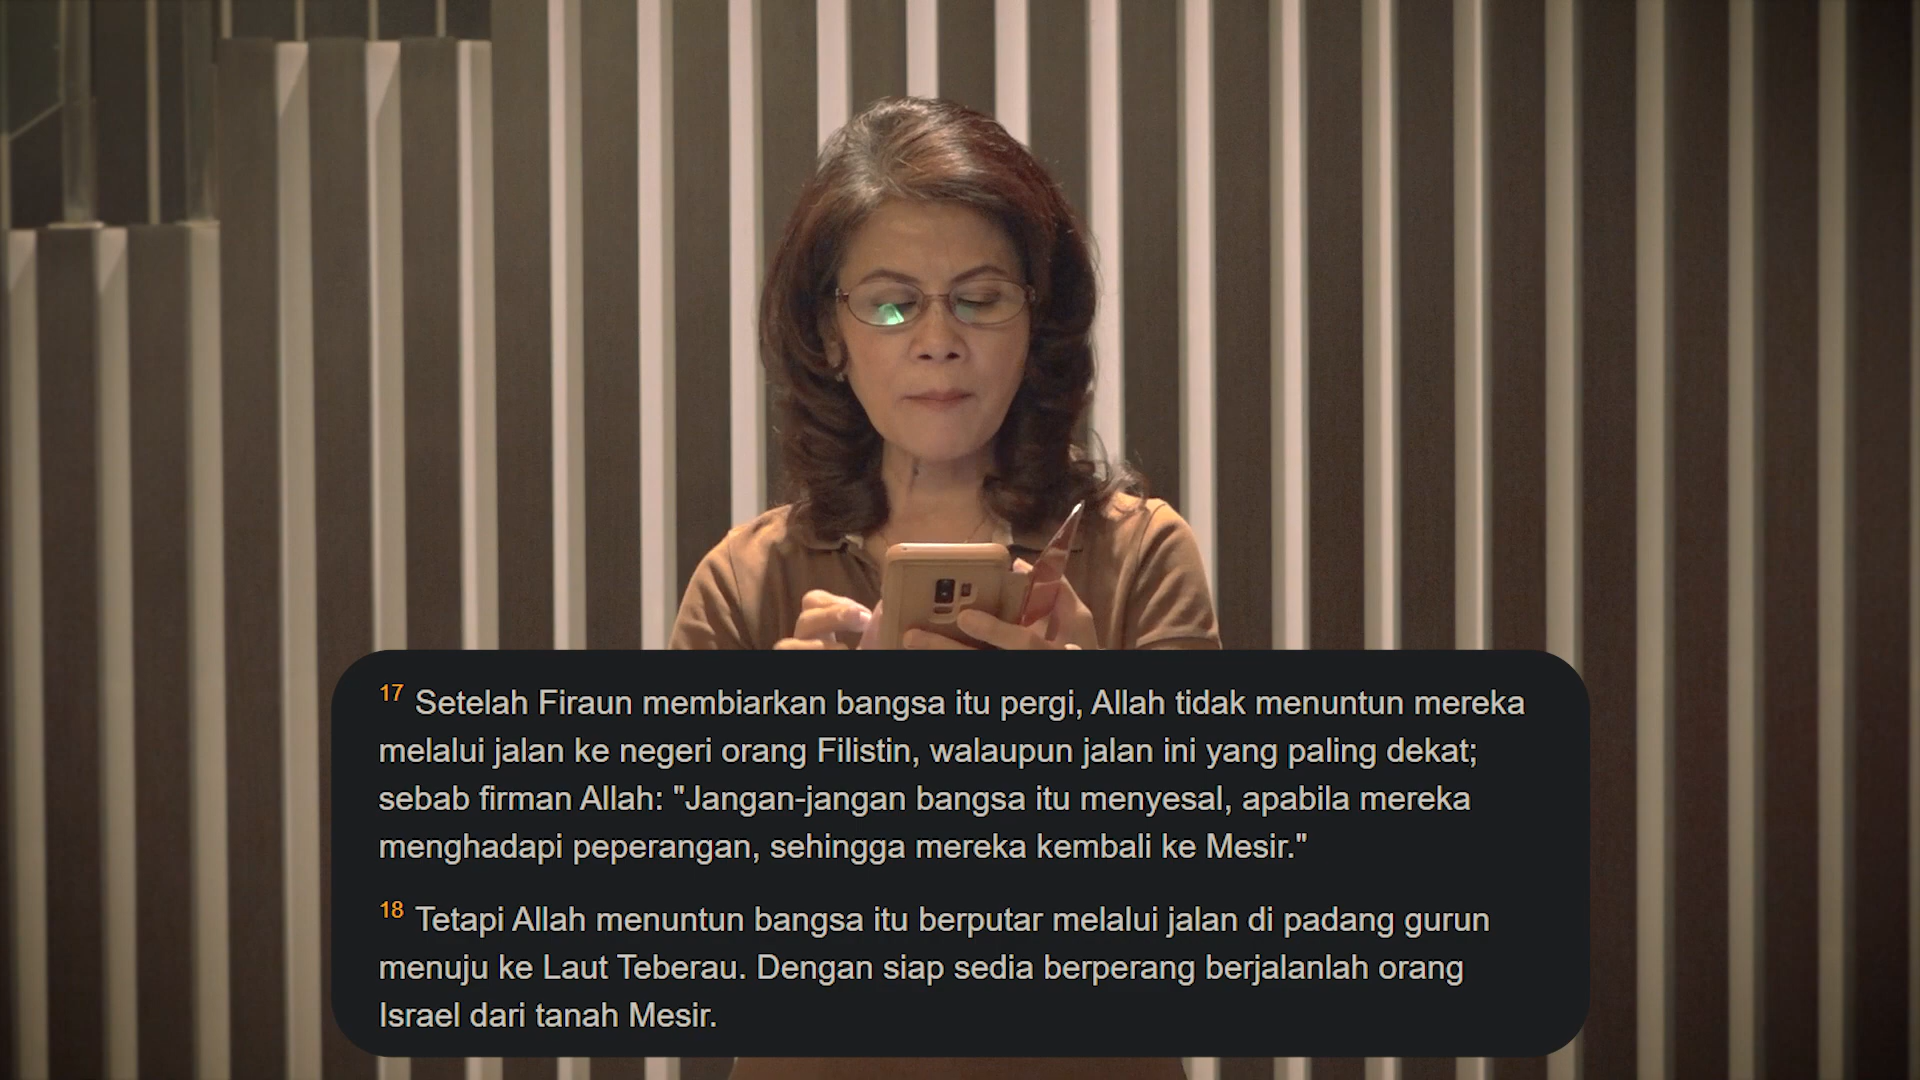 17 Setelah Firaun membiarkan bangsa itu pergi, Allah tidak menuntun mereka
melalui jalan ke negeri orang Filistin, walaupun jalan ini yang paling dekat;
sebab firman Allah: "Jangan-jangan bangsa itu menyesal, apabila mereka
menghadapi peperangan, sehingga mereka kembali ke Mesir."
18 Tetapi Allah menuntun bangsa itu berputar melalui jalan di padang gurun
menuju ke Laut Teberau. Dengan siap sedia berperang berjalanlah orang
Israel dari tanah Mesir.